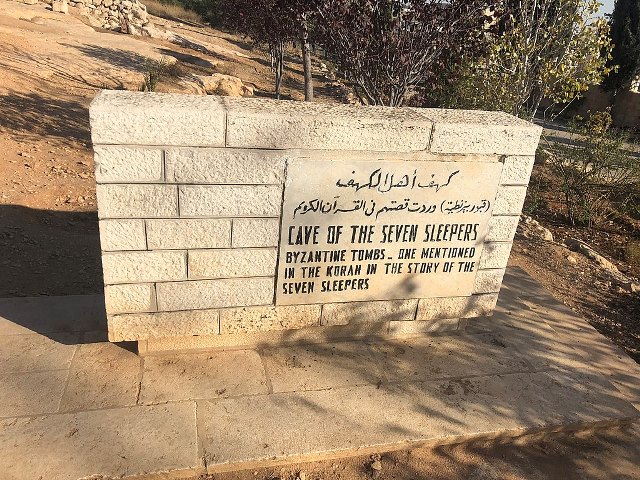 كهف أهل الكهف
(قبور بيزنطية) وردت قصتهم في القرآن الكريم
CAVE OF THE SEVEN SLEEPERS
BYZANTINE TOMBS _ ONE MENTIONED
IN THE KORAH IN THE STORY OF THE
SEVEN SLEEPERS